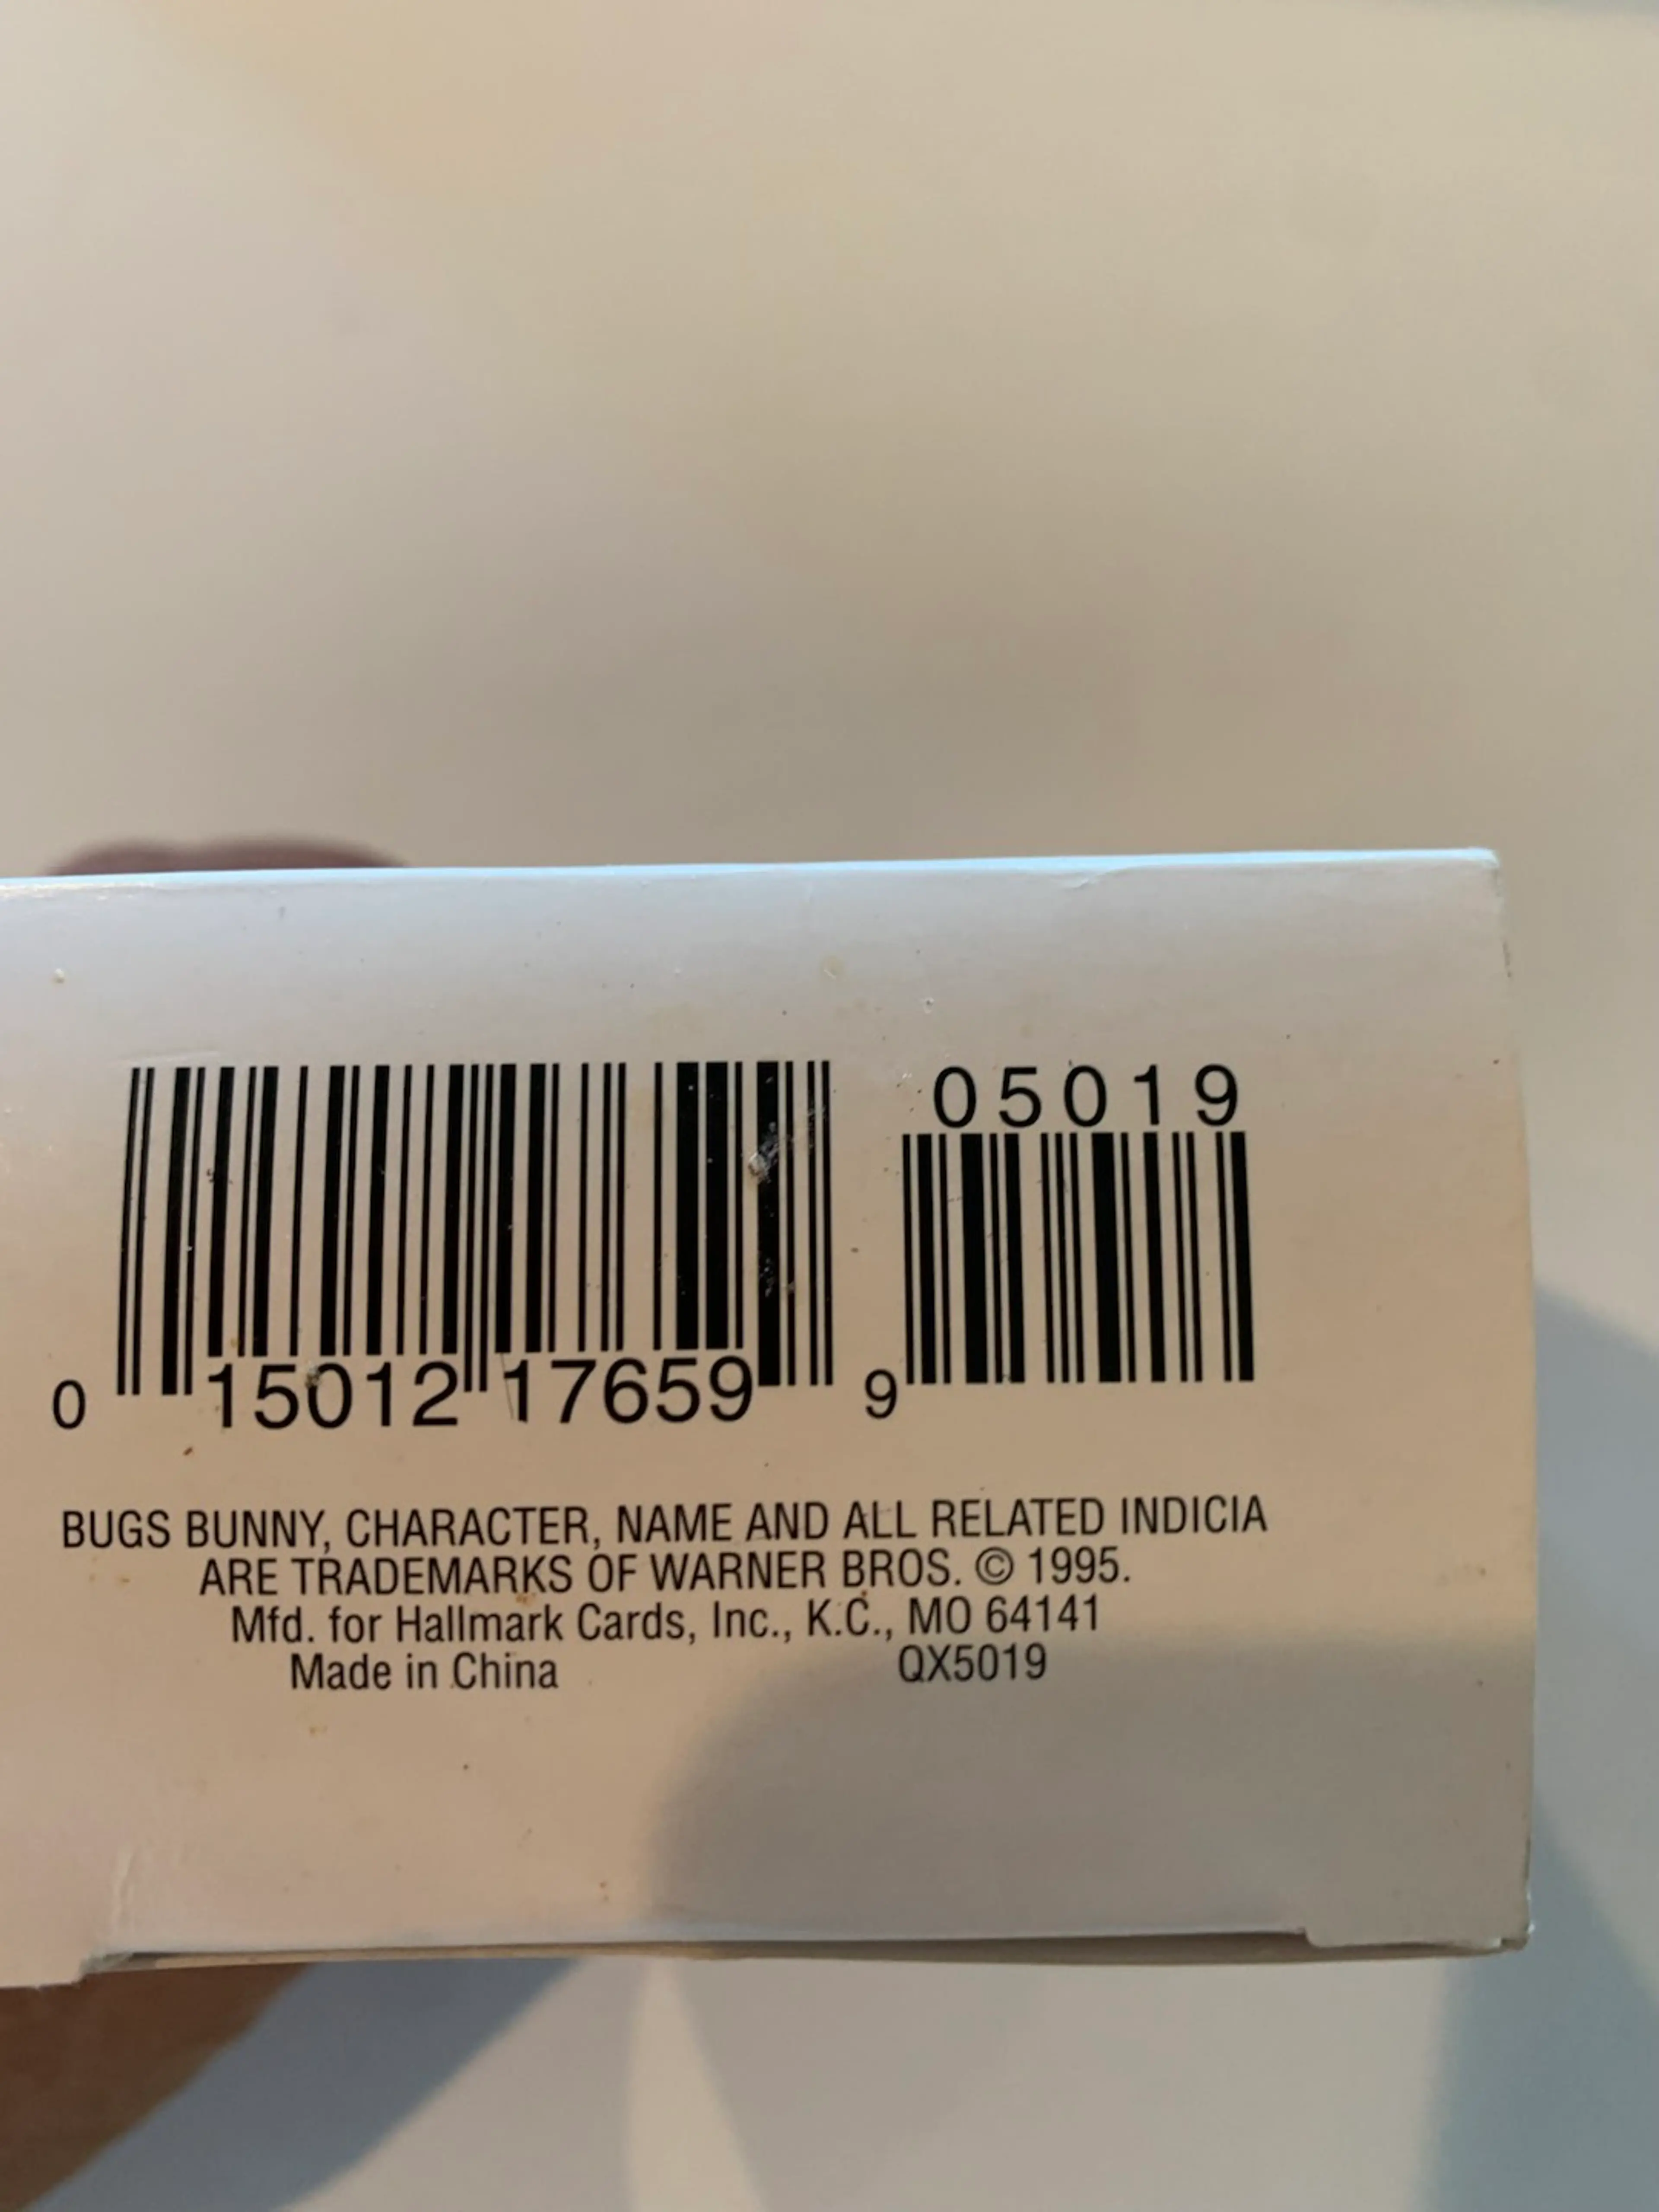 05019
0 15012 17659 9
BUGS BUNNY, CHARACTER, NAME AND ALL RELATED INDICIA
ARE TRADEMARKS OF WARNER BROS. © 1995.
Mfd. for Hallmark Cards, Inc., K.C., MO 64141
Made in China QX5019